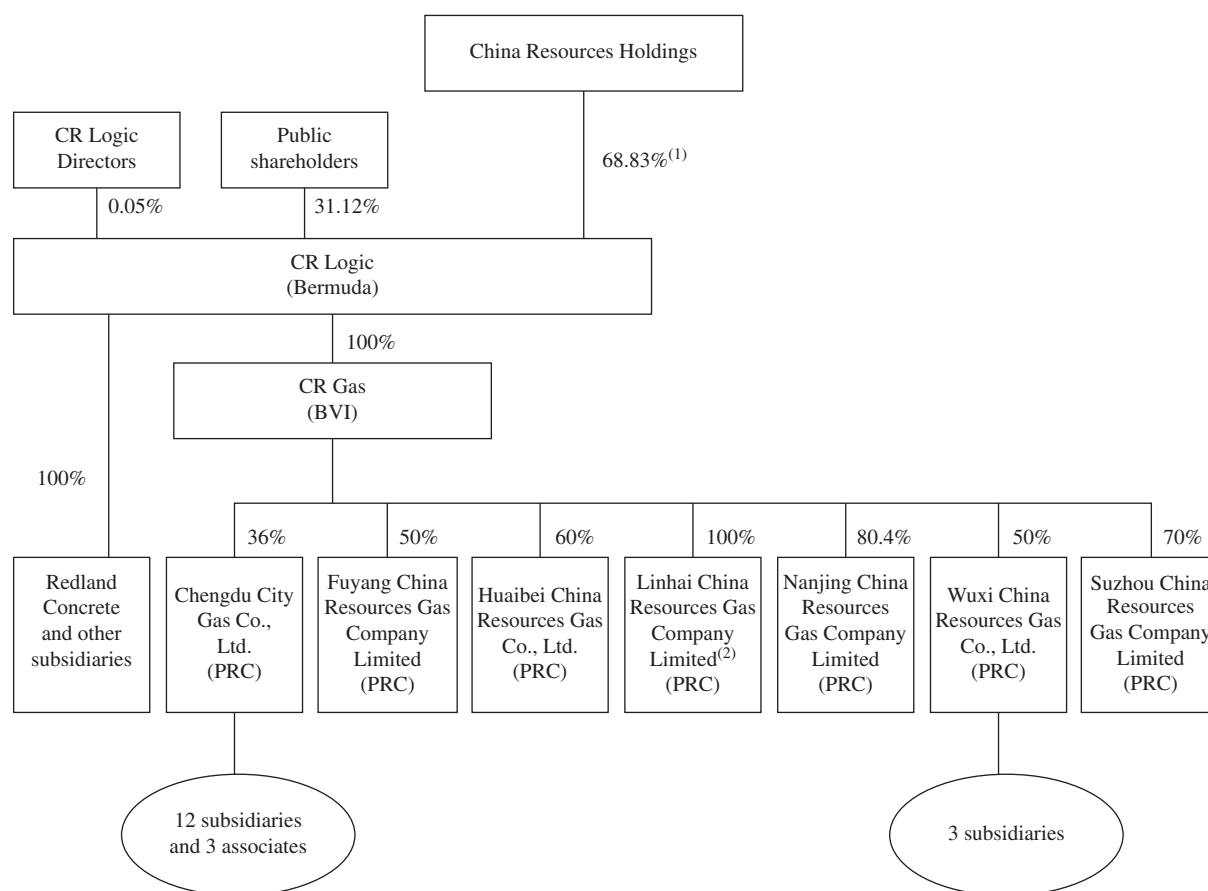 China Resources Holdings
CR Logic
Directors
Public
shareholders
68.83%(1)
0.05%
31.12%
CR Logic
(Bermuda)
100%
CR Gas
(BVI)
100%
36%
50%
60%
100%
80.4%
50%
70%
Redland
Concrete
and other
subsidiaries
Chengdu City
Gas Co.,
Ltd.
(PRC)
Fuyang China
Resources Gas
Company
Limited
(PRC)
Huaibei China
Resources Gas
Co., Ltd.
(PRC)
Linhai China
Resources Gas
Company
Limited(2)
(PRC)
Nanjing China
Resources
Gas Company
Limited
(PRC)
Wuxi China
Resources Gas
Co., Ltd.
(PRC)
Suzhou China
Resources
Gas Company
Limited
(PRC)
12 subsidiaries
and 3 associates
3 subsidiaries